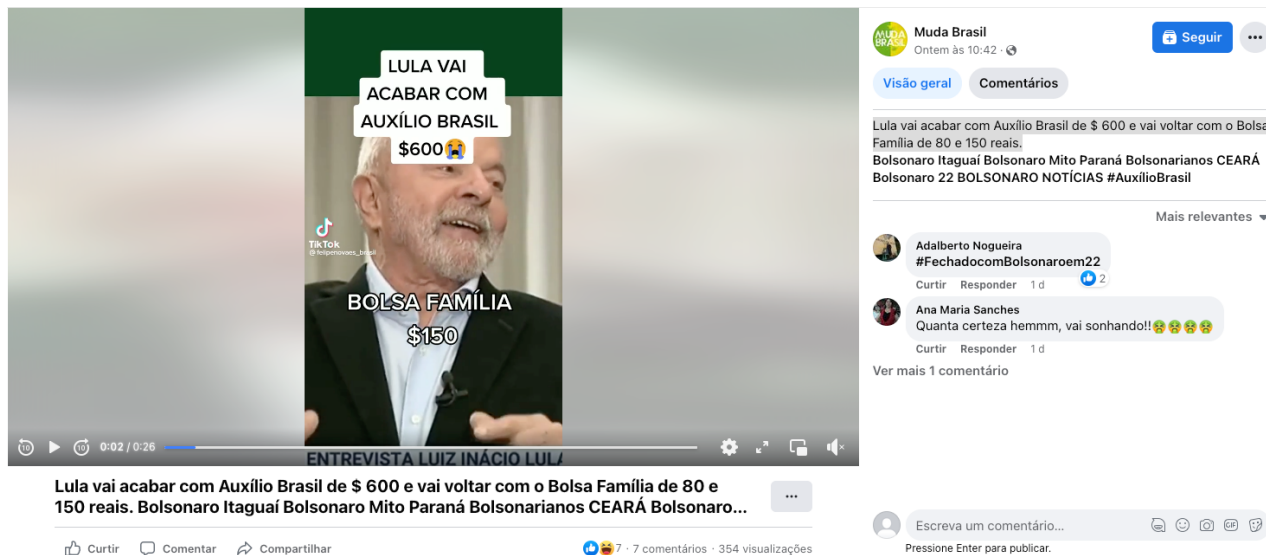 LULA VAI
ACABAR COM
AUXÍLIO BRASIL
$600😭
TikTok
@felipenovaes_brasil
BOLSA FAMÍLIA
$150
ENTREVISTA LUIZ INÁCIO LULA
10
10
0:02 / 0:26
Lula vai acabar com Auxílio Brasil de $ 600 e vai voltar com o Bolsa Família de 80 e
150 reais. Bolsonaro Itaguaí Bolsonaro Mito Paraná Bolsonarianos CEARÁ Bolsonaro...
Curtir
Comentar
Compartilhar
7 · 7 comentários · 354 visualizações
MUDA
BRASIL
Muda Brasil
Ontem às 10:42 ·
Seguir
Visão geral
Comentários
Lula vai acabar com Auxílio Brasil de $ 600 e vai voltar com o Bolsa
Família de 80 e 150 reais.
Bolsonaro Itaguaí Bolsonaro Mito Paraná Bolsonarianos CEARÁ
Bolsonaro 22 BOLSONARO NOTÍCIAS #AuxílioBrasil
Mais relevantes
Adalberto Nogueira
#FechadocomBolsonaroem22
2
Curtir Responder 1 d
Ana Maria Sanches
Quanta certeza hemmm, vai sonhando!!😫😫😫😫
Curtir Responder 1 d
Ver mais 1 comentário
Escreva um comentário...
GIF
Pressione Enter para publicar.